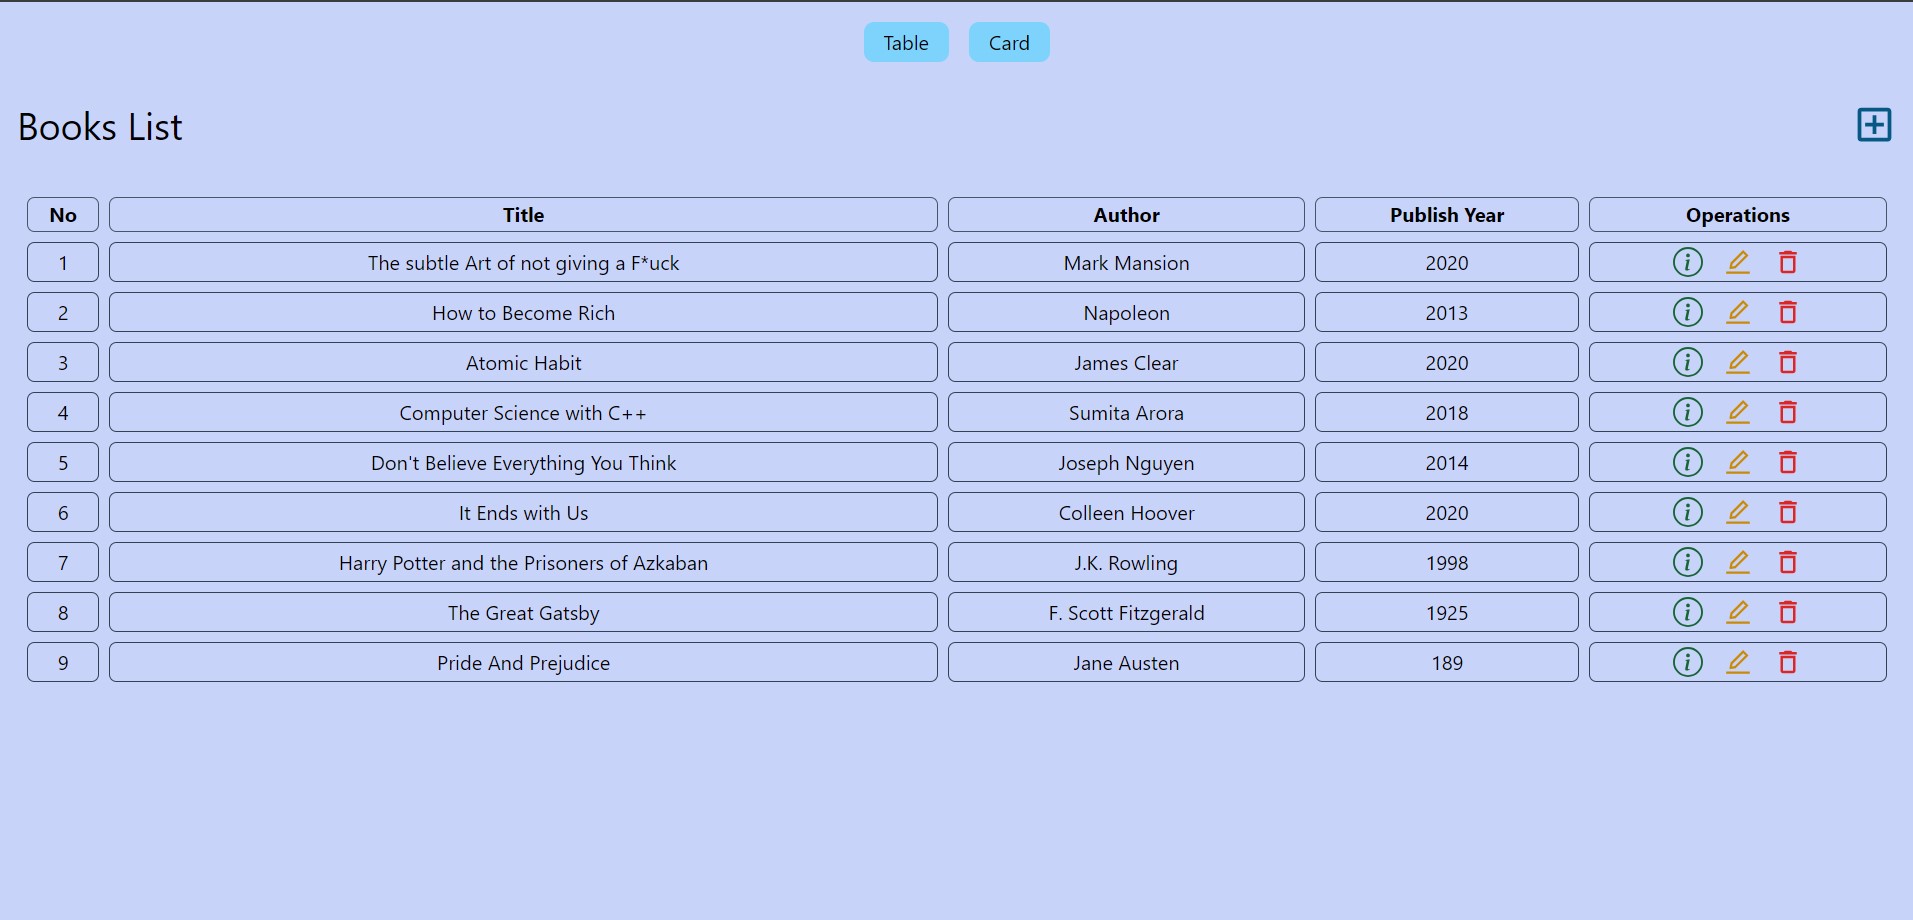 Table Card
Books List
No Title Author Publish Year Operations
1 The subtle Art of not giving a F*uck Mark Mansion 2020
2 How to Become Rich Napoleon 2013
3 Atomic Habit James Clear 2020
4 Computer Science with C++ Sumita Arora 2018
5 Don't Believe Everything You Think Joseph Nguyen 2014
6 It Ends with Us Colleen Hoover 2020
7 Harry Potter and the Prisoners of Azkaban J.K. Rowling 1998
8 The Great Gatsby F. Scott Fitzgerald 1925
9 Pride And Prejudice Jane Austen 189